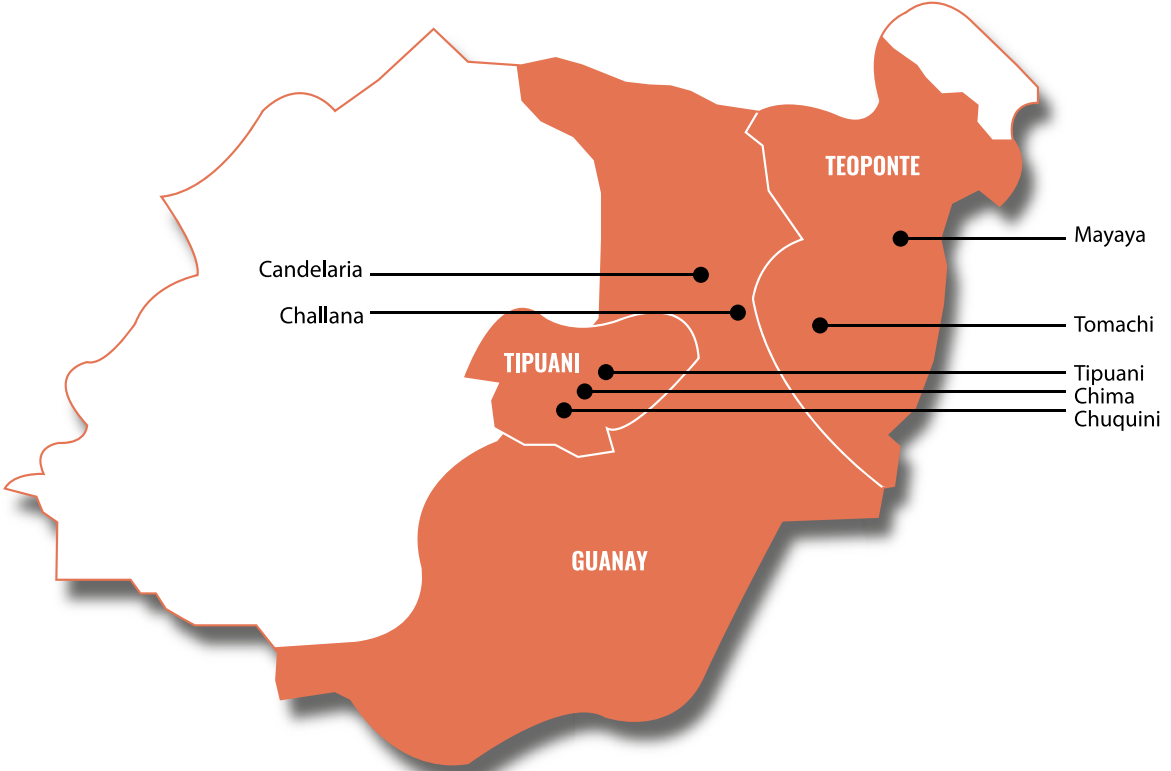 TEOPONTE
Mayaya
Candelaria
Challana
Tomachi
TIPUANI
Tipuani
Chima
Chuquini
GUANAY